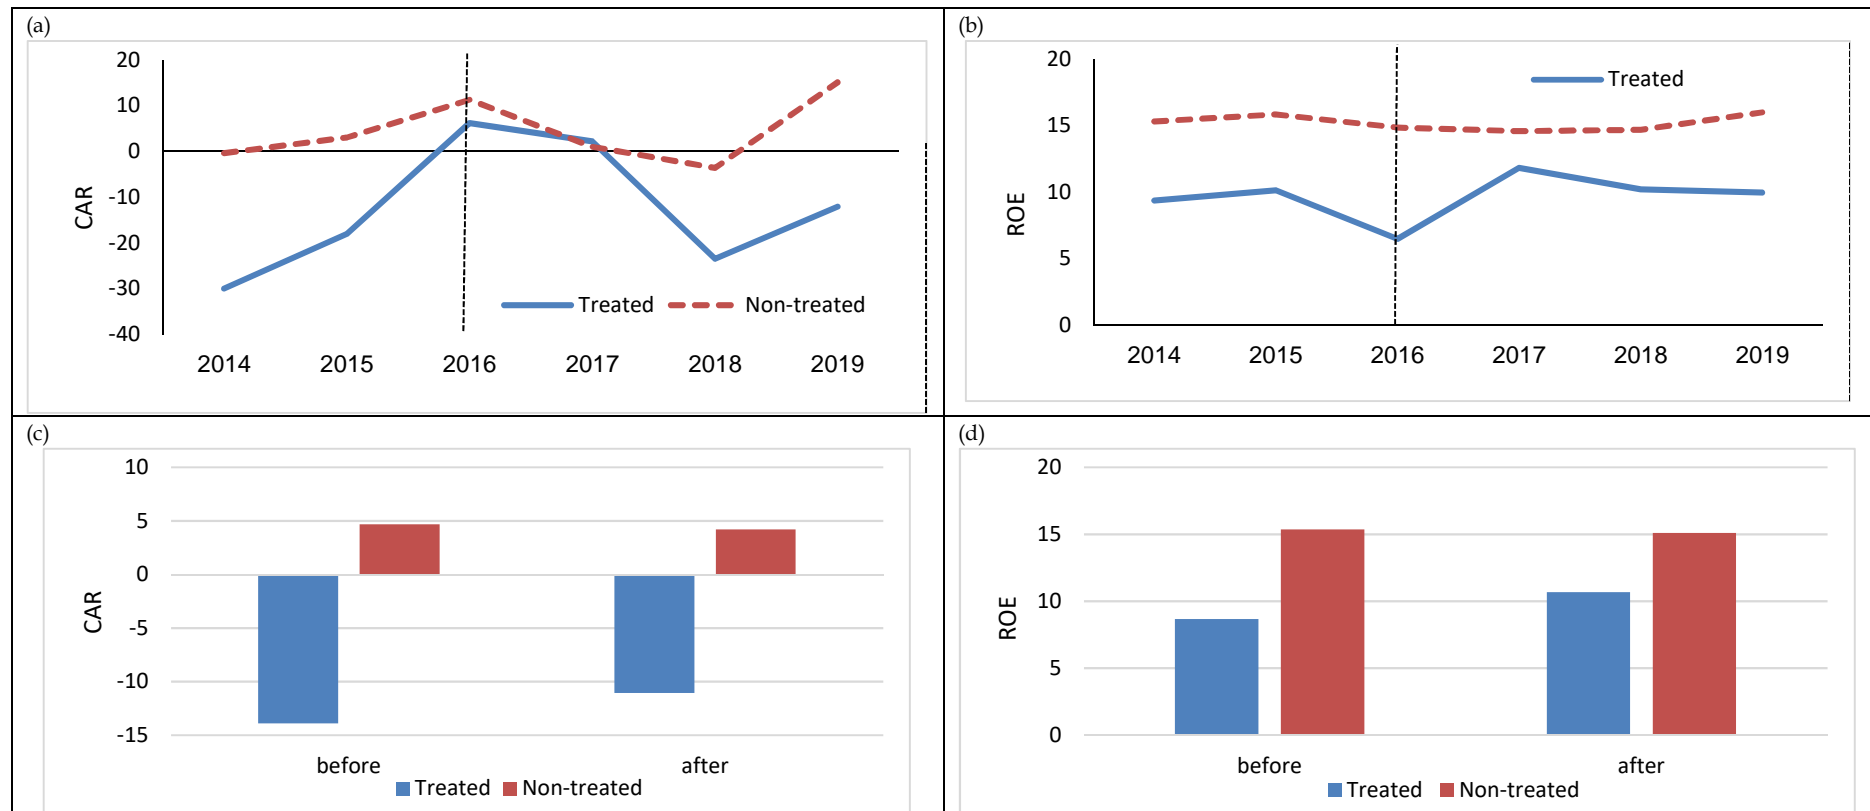 (a)
20
10
0
-10
-20
-30
-40
CAR
Treated Non-treated
2014 2015 2016 2017 2018 2019
(b)
20
15
10
5
0
ROE
Treated
2014 2015 2016 2017 2018 2019
(c)
10
5
0
-5
-10
-15
CAR
before after
Treated Non-treated
(d)
20
15
10
5
0
ROE
before after
Treated Non-treated